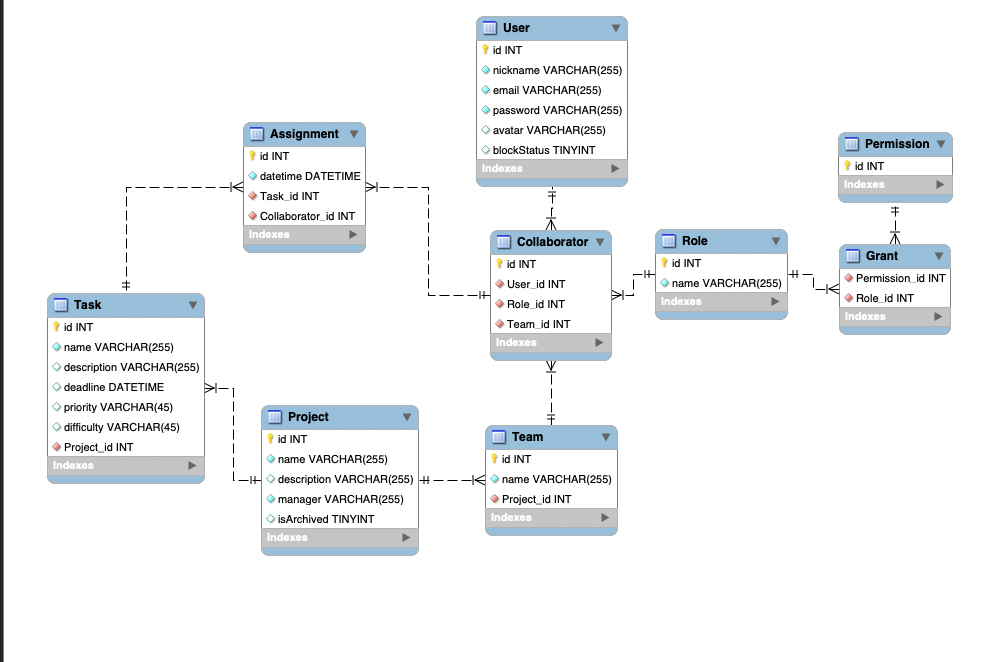 User
id INT
nickname VARCHAR(255)
email VARCHAR(255)
password VARCHAR(255)
avatar VARCHAR(255)
blockStatus TINYINT
Indexes
Assignment
id INT
datetime DATETIME
Task_id INT
Collaborator_id INT
Indexes
Permission
id INT
Indexes
Collaborator
id INT
User_id INT
Role_id INT
Team_id INT
Indexes
Role
id INT
name VARCHAR(255)
Indexes
Grant
Permission_id INT
Role_id INT
Indexes
Task
id INT
name VARCHAR(255)
description VARCHAR(255)
deadline DATETIME
priority VARCHAR(45)
difficulty VARCHAR(45)
Project_id INT
Indexes
Project
id INT
name VARCHAR(255)
description VARCHAR(255)
manager VARCHAR(255)
isArchived TINYINT
Indexes
Team
id INT
name VARCHAR(255)
Project_id INT
Indexes